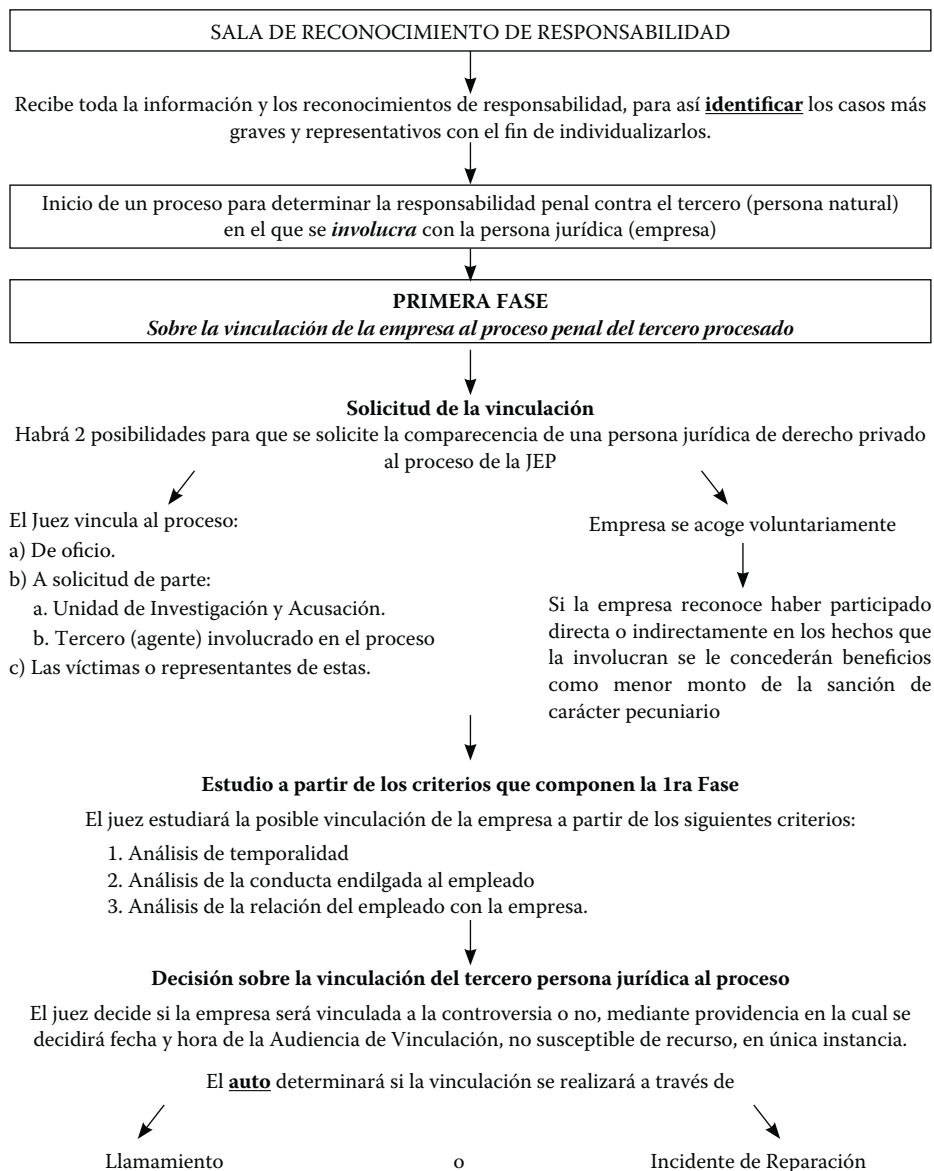 SALA DE RECONOCIMIENTO DE RESPONSABILIDAD
Recibe toda la información y los reconocimientos de responsabilidad, para así identificar los casos más
graves y representativos con el fin de individualizarlos.
Inicio de un proceso para determinar la responsabilidad penal contra el tercero (persona natural)
en el que se involucra con la persona jurídica (empresa)
PRIMERA FASE
Sobre la vinculación de la empresa al proceso penal del tercero procesado
Solicitud de la vinculación
Habrá 2 posibilidades para que se solicite la comparecencia de una persona jurídica de derecho privado
al proceso de la JEP
El Juez vincula al proceso:
a) De oficio.
b) A solicitud de parte:
a. Unidad de Investigación y Acusación.
b. Tercero (agente) involucrado en el proceso
c) Las víctimas o representantes de estas.
Empresa se acoge voluntariamente
Si la empresa reconoce haber participado
directa o indirectamente en los hechos que
la involucran se le concederán beneficios
como menor monto de la sanción de
carácter pecuniario
Estudio a partir de los criterios que componen la 1ra Fase
El juez estudiará la posible vinculación de la empresa a partir de los siguientes criterios:
1. Análisis de temporalidad
2. Análisis de la conducta endilgada al empleado
3. Análisis de la relación del empleado con la empresa.
Decisión sobre la vinculación del tercero persona jurídica al proceso
El juez decide si la empresa será vinculada a la controversia o no, mediante providencia en la cual se
decidirá fecha y hora de la Audiencia de Vinculación, no susceptible de recurso, en única instancia.
El auto determinará si la vinculación se realizará a través de
Llamamiento o Incidente de Reparación